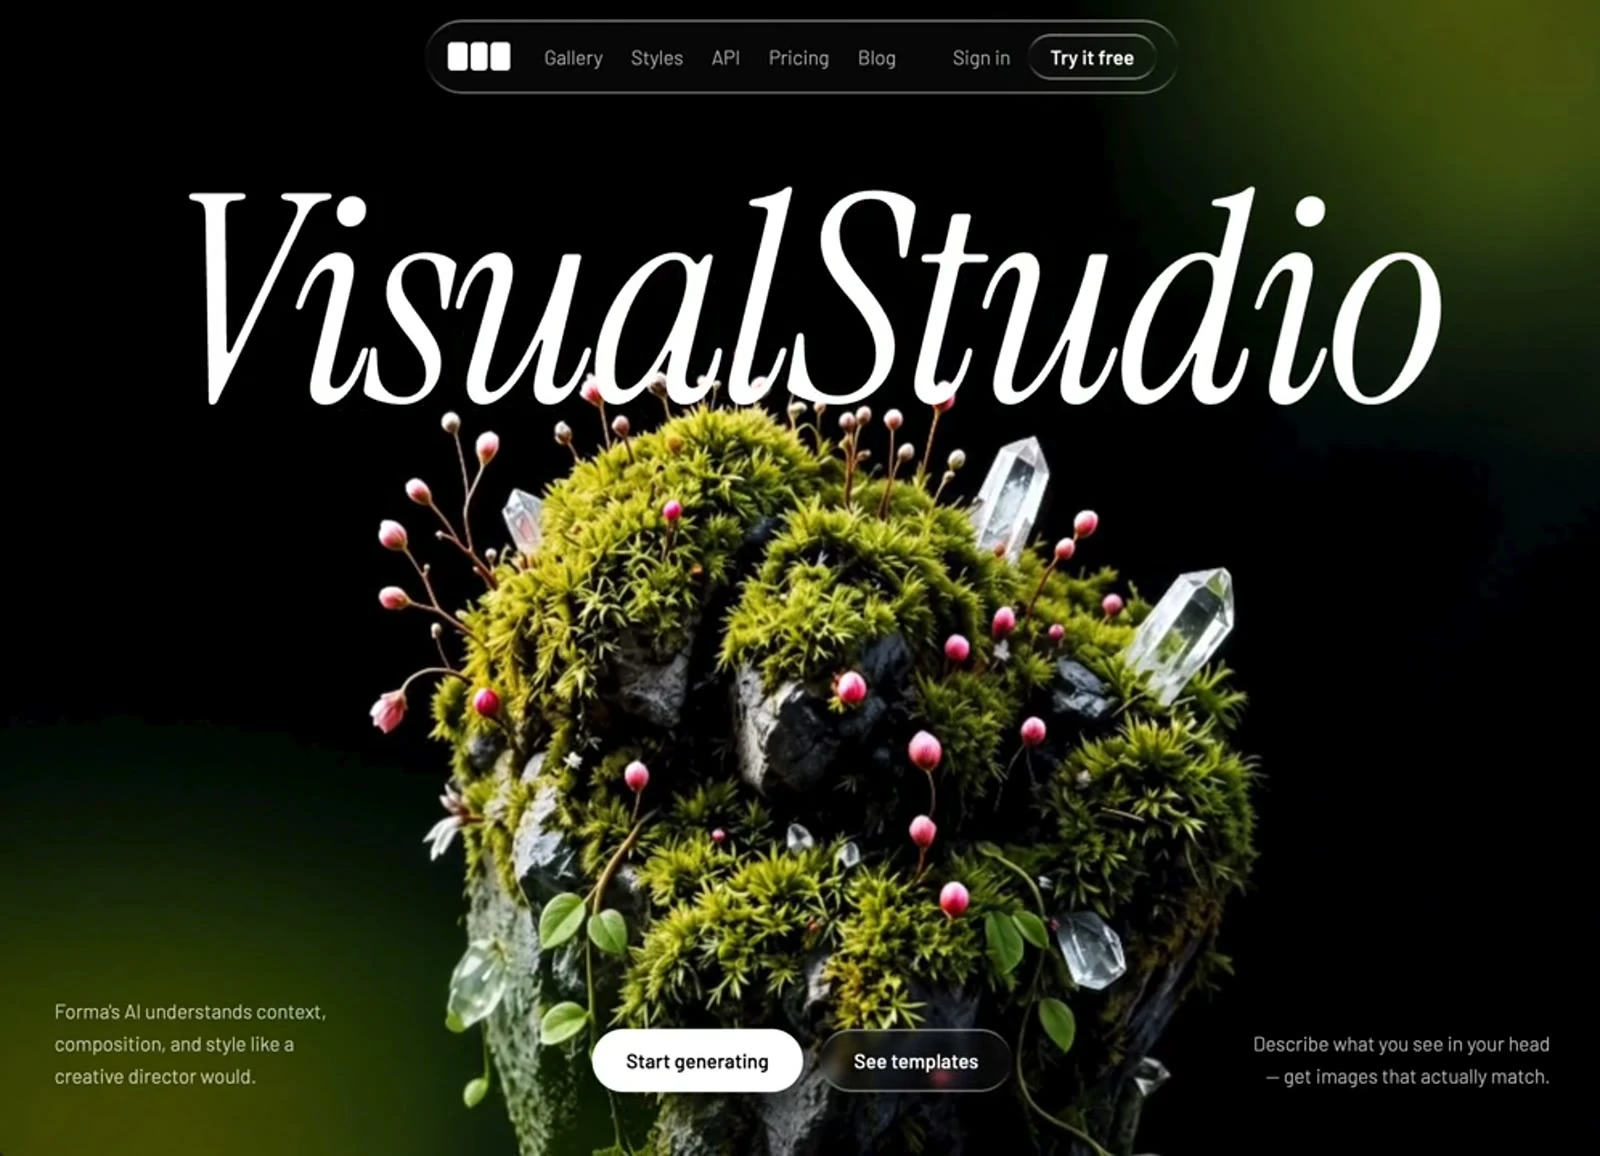 Gallery Styles API Pricing Blog Sign in Try it free
VisualStudio
Forma's AI understands context,
composition, and style like a
creative director would.
Start generating See templates
Describe what you see in your head
— get images that actually match.